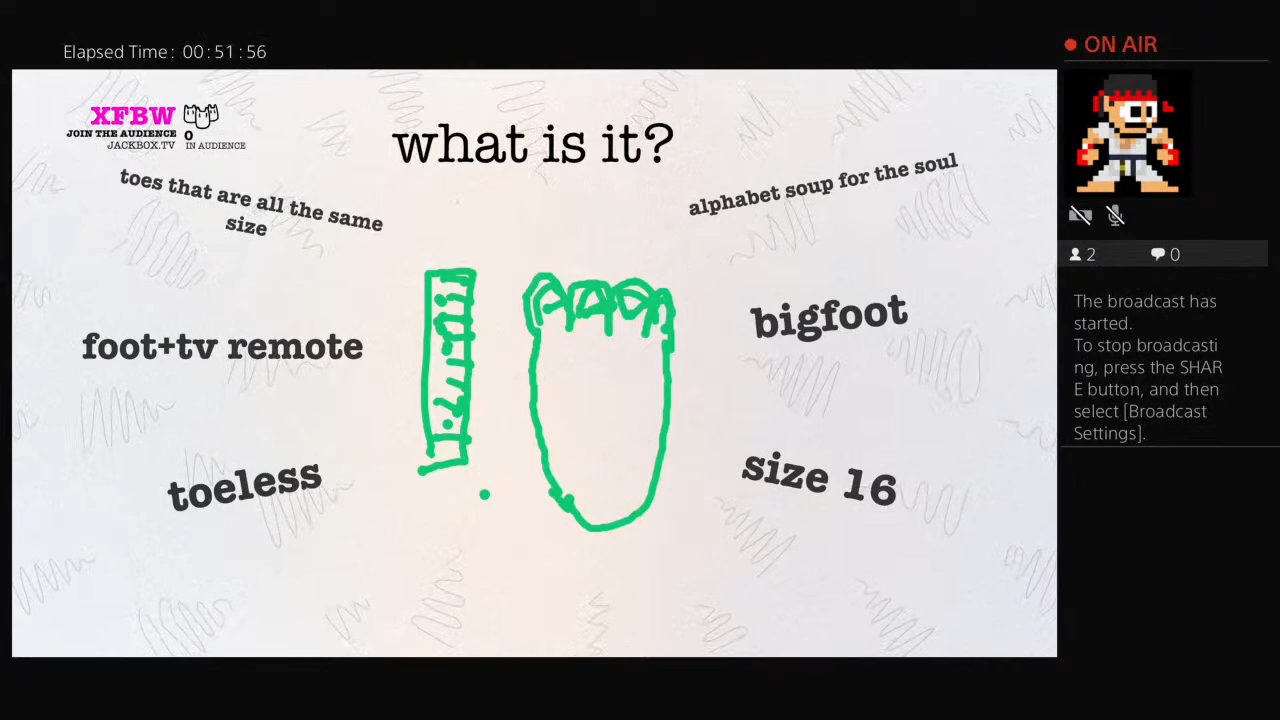 Elapsed Time: 00:51:56
ON AIR
XFBW
JOIN THE AUDIENCE
JACKBOX.TV
0
IN AUDIENCE
what is it?
toes that are all the same
size
alphabet soup for the soul
foot+tv remote
bigfoot
toeless
size 16
2
0
The broadcast has
started.
To stop broadcasti
ng, press the SHAR
E button, and then
select [Broadcast
Settings].